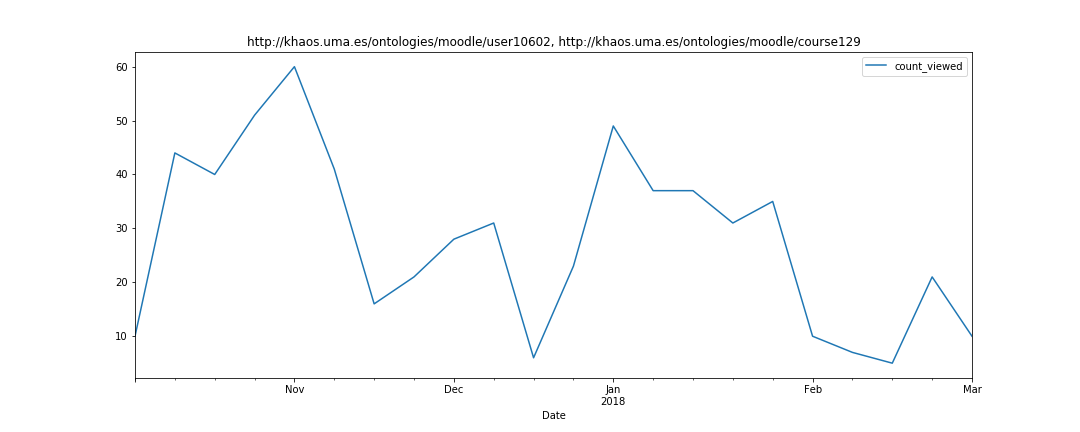 http://khaos.uma.es/ontologies/moodle/user10602, http://khaos.uma.es/ontologies/moodle/course129
count_viewed
60
50
40
30
20
10
Nov Dec Jan Feb Mar
2018
Date